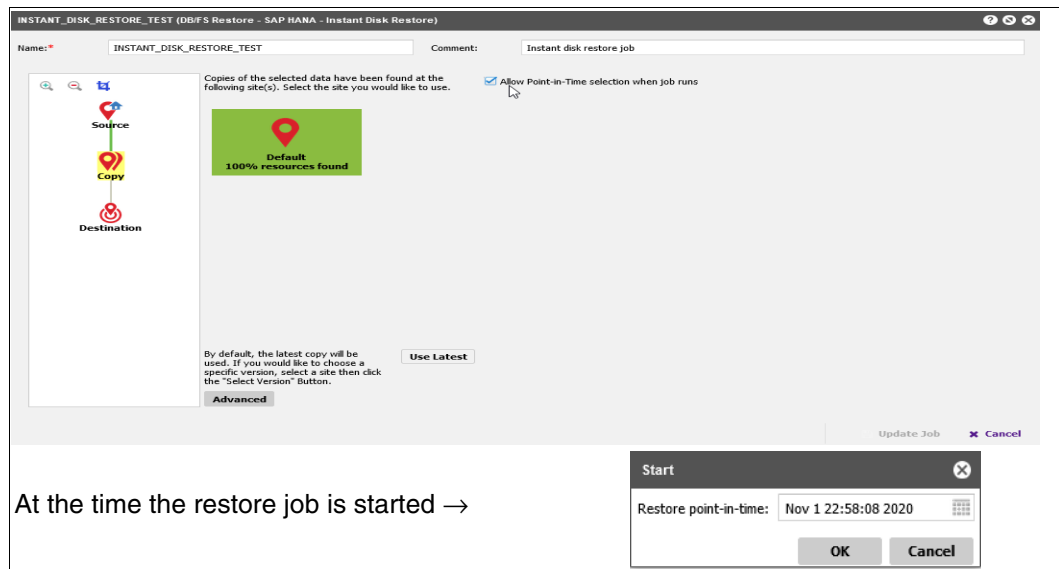 INSTANT_DISK_RESTORE_TEST (DB/FS Restore - SAP HANA - Instant Disk Restore)
Name:* INSTANT_DISK_RESTORE_TEST Comment: Instant disk restore job
Source
Copy
Destination
Copies of the selected data have been found at the
following site(s). Select the site you would like to use.
Default
100% resources found
By default, the latest copy will be
used. If you would like to choose a
specific version, select a site then click
the "Select Version" Button.
Use Latest
Advanced
Allow Point-in-Time selection when job runs
Update Job Cancel
At the time the restore job is started →
Start
Restore point-in-time: Nov 1 22:58:08 2020
OK Cancel